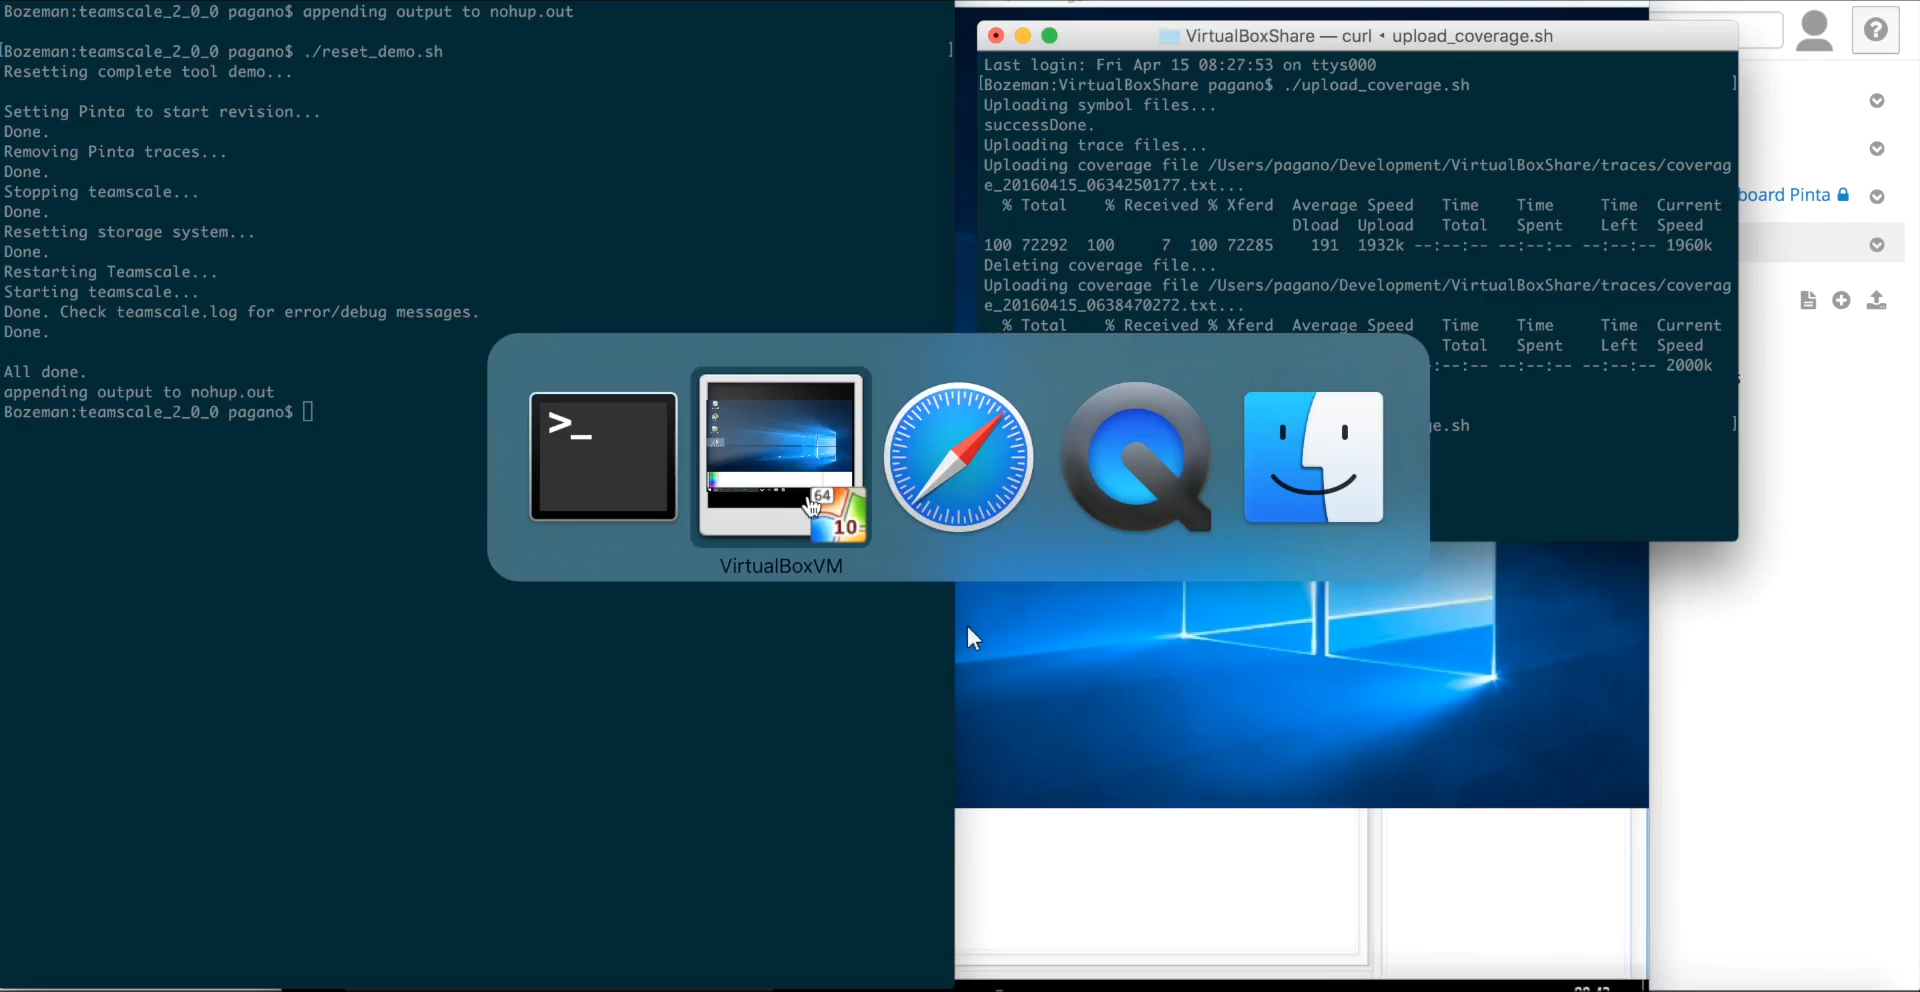 Bozeman:teamscale_2_0_0 pagano$ appending output to nohup.out
[Bozeman:teamscale_2_0_0 pagano$ ./reset_demo.sh ]
Resetting complete tool demo...
Setting Pinta to start revision...
Done.
Removing Pinta traces...
Done.
Stopping teamscale...
Done.
Resetting storage system...
Done.
Restarting Teamscale...
Starting teamscale...
Done. Check teamscale.log for error/debug messages.
Done.
All done.
appending output to nohup.out
Bozeman:teamscale_2_0_0 pagano$
VirtualBoxShare — curl ◂ upload_coverage.sh
Last login: Fri Apr 15 08:27:53 on ttys000
[Bozeman:VirtualBoxShare pagano$ ./upload_coverage.sh ]
Uploading symbol files...
successDone.
Uploading trace files...
Uploading coverage file /Users/pagano/Development/VirtualBoxShare/traces/coverag
e_20160415_0634250177.txt...
% Total % Received % Xferd Average Speed Time Time Time Current
Dload Upload Total Spent Left Speed
100 72292 100 7 100 72285 191 1932k --:--:-- --:--:-- --:--:-- 1960k
Deleting coverage file...
Uploading coverage file /Users/pagano/Development/VirtualBoxShare/traces/coverag
e_20160415_0638470272.txt...
% Total % Received % Xferd Average Speed Time Time Time Current
Total Spent Left Speed
--:-- --:--:-- --:--:-- 2000k
ge.sh ]
board Pinta
>_
64
10
VirtualBoxVM